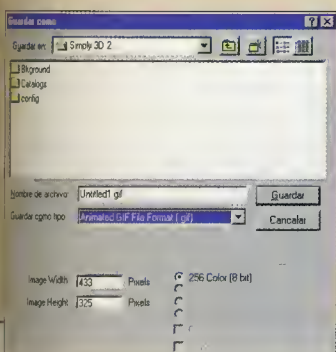 Guardar como
Guardar en: Simply 3D 2
Bkground
Catalogs
config
Nombre de archivo: Untitled1.gif Guardar
Guardar como tipo: Animated GIF File Format (.gif) Cancelar
Image Width: 433 Pixels 256 Color (8 bit)
Image Height: 325 Pixels